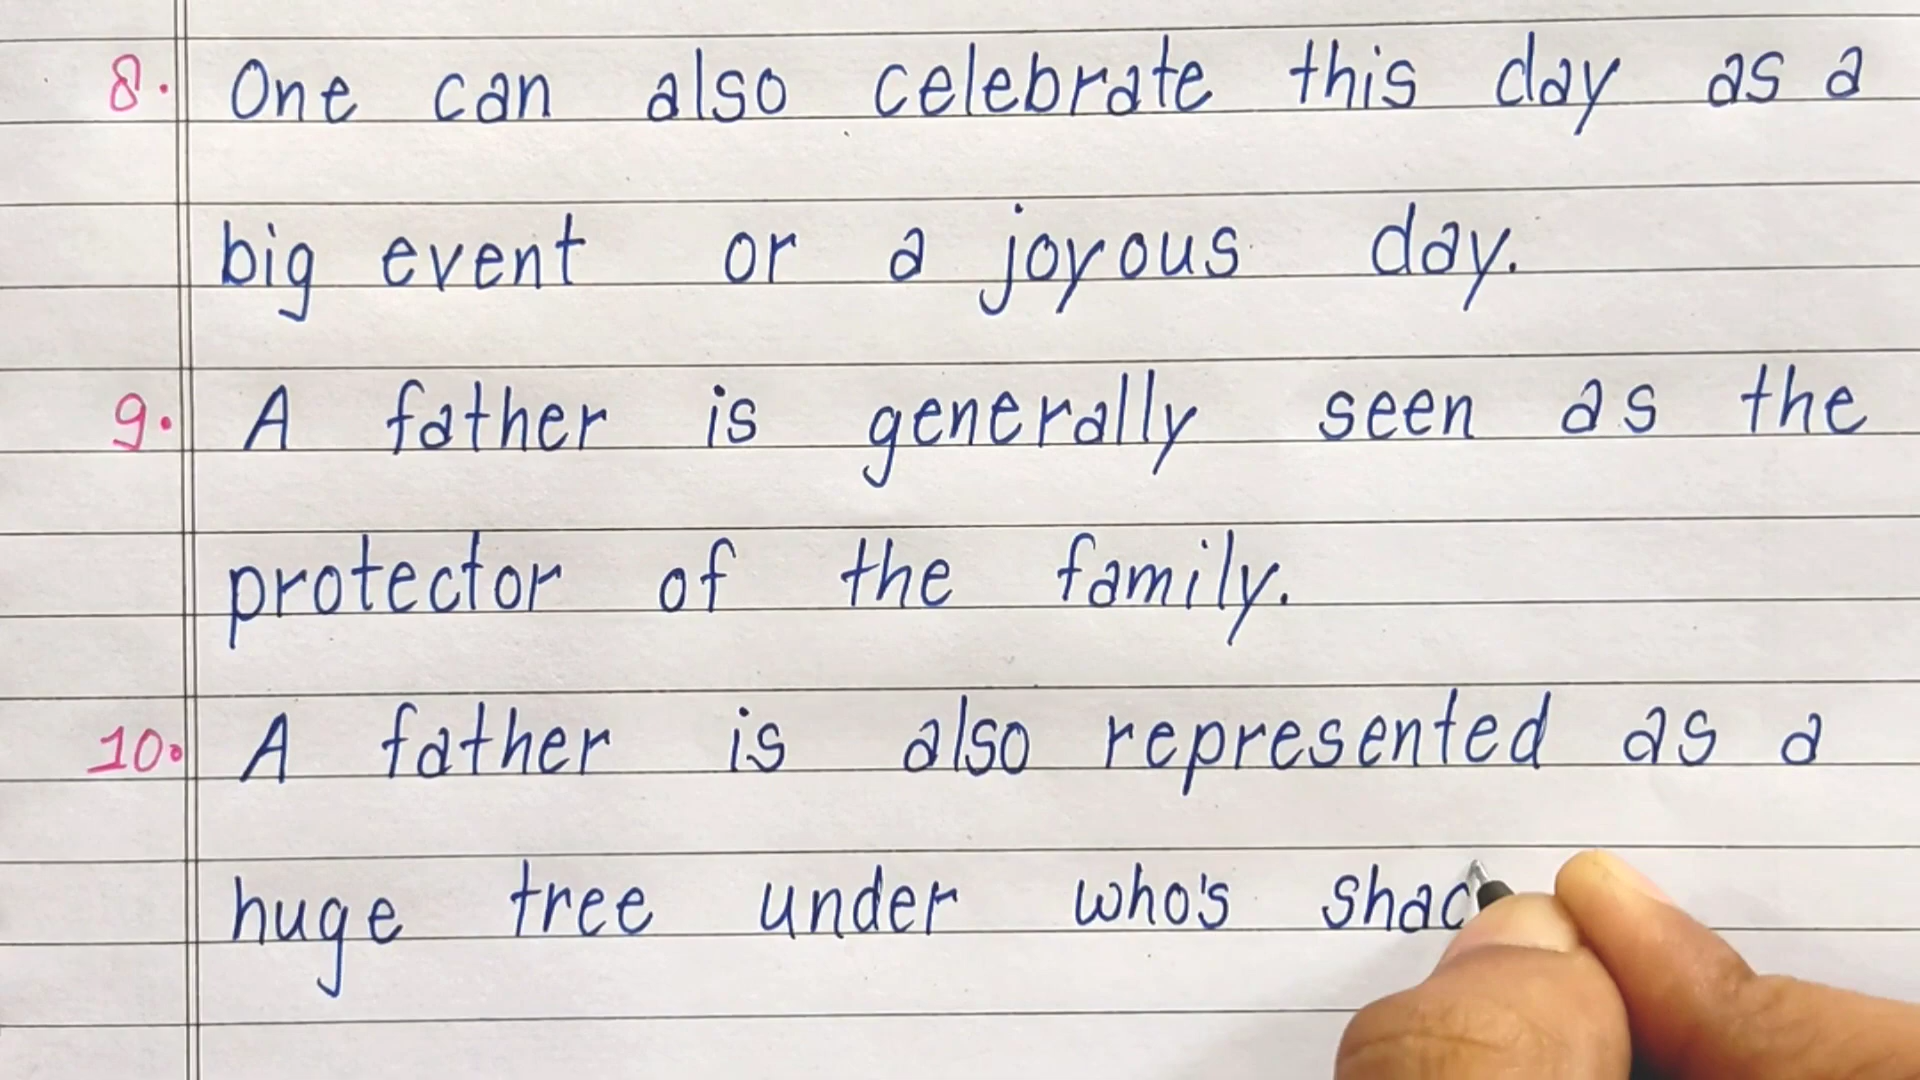 8. One can also celebrate this day as a
big event or a joyous day.
9. A father is generally seen as the
protector of the family.
10. A father is also represented as a
huge tree under who's